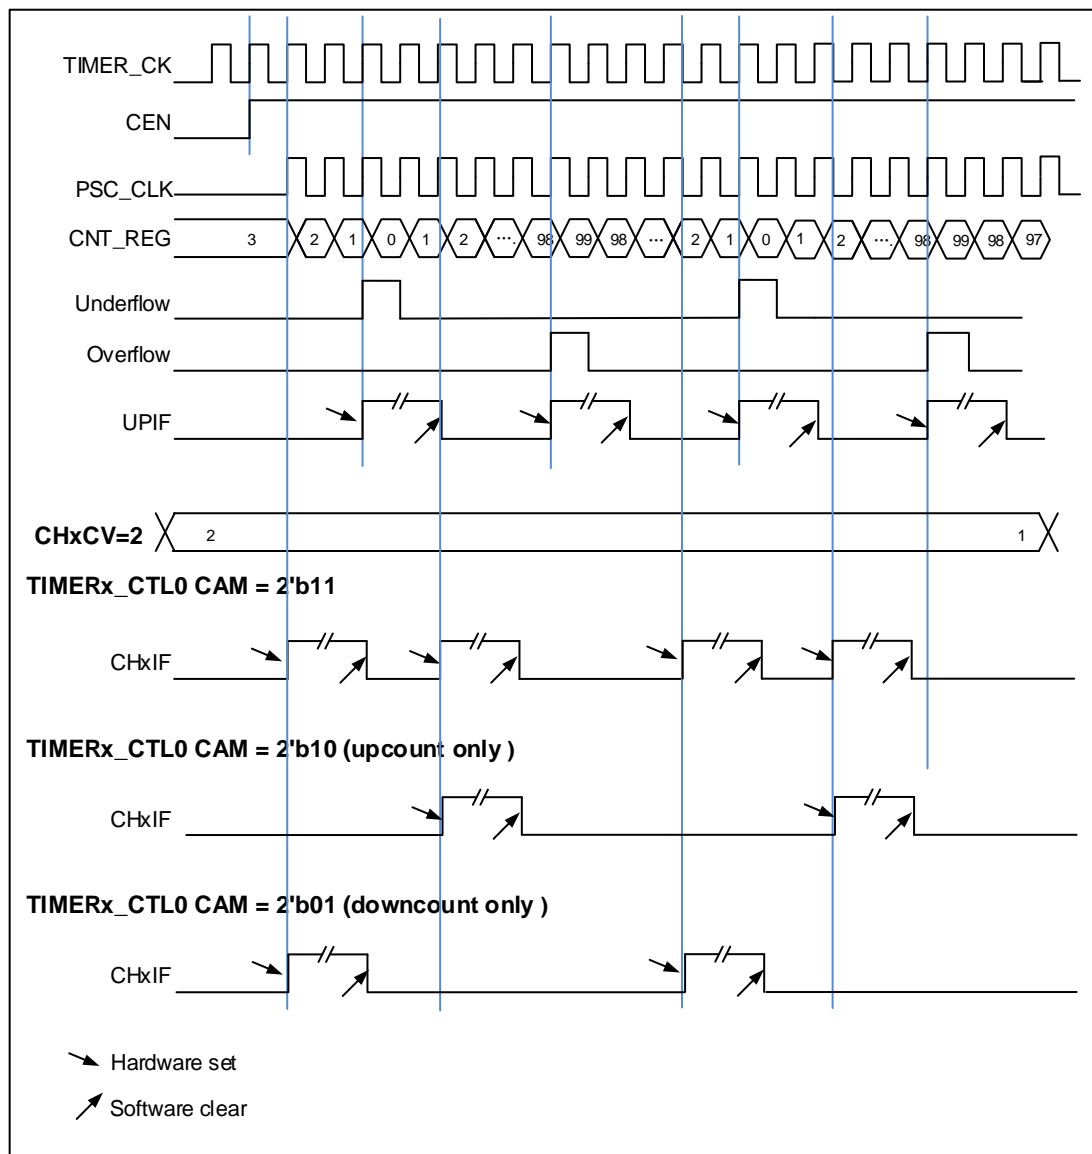 TIMER_CK
CEN
PSC_CLK
CNT_REG 3 2 1 0 1 2 .... 98 99 98 ... 2 1 0 1 2 .... 98 99 98 97
Underflow
Overflow
UPIF
CHxCV=2 2 1
TIMERx_CTL0 CAM = 2'b11
CHxIF
TIMERx_CTL0 CAM = 2'b10 (upcount only )
CHxIF
TIMERx_CTL0 CAM = 2'b01 (downcount only )
CHxIF
Hardware set
Software clear